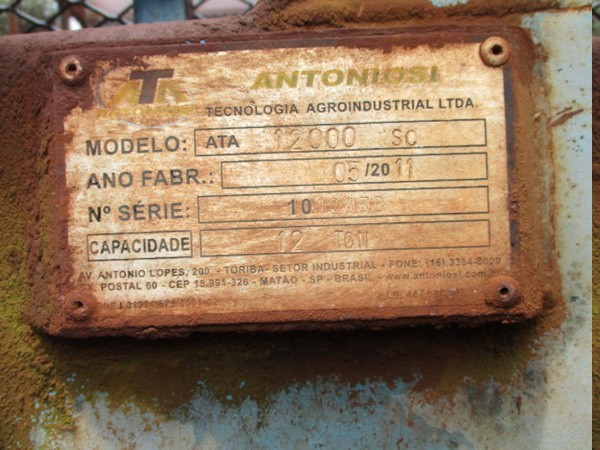 ATA
ANTONIOSI
TECNOLOGIA AGROINDUSTRIAL LTDA.
MODELO: ATA 12000 SC
ANO FABR.: 05/2011
Nº SÉRIE:
CAPACIDADE 12 TON
AV. ANTONIO LOPES, 200 - TORIBA- SETOR INDUSTRIAL - FONE: (16) 3384-8000
CX. POSTAL 60 - CEP 15.991-326 - MATÃO - SP - BRASIL - www.antoniosi.com